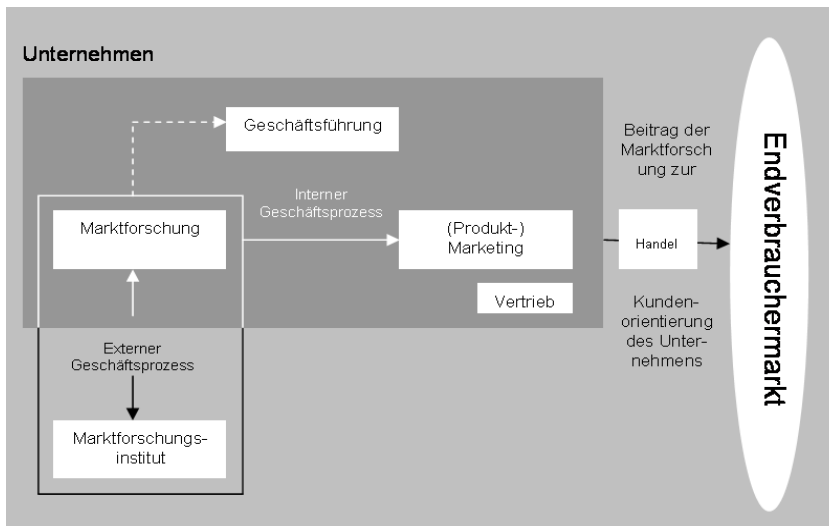 Unternehmen
Geschäftsführung
Interner
Geschäftsprozess
Marktforschung
(Produkt-)
Marketing
Vertrieb
Externer
Geschäftsprozess
Marktforschungs-
institut
Beitrag der
Marktforsch
ung zur
Handel
Kunden-
orientierung
des Unter-
nehmens
Endverbrauchermarkt